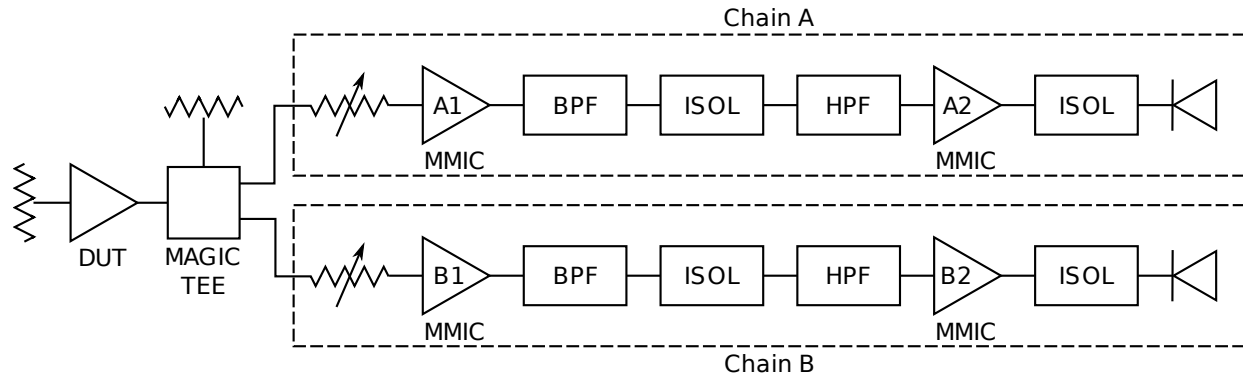 Chain A
A1
BPF
ISOL
HPF
A2
ISOL
MMIC
MMIC
DUT
MAGIC
TEE
B1
BPF
ISOL
HPF
B2
ISOL
MMIC
MMIC
Chain B